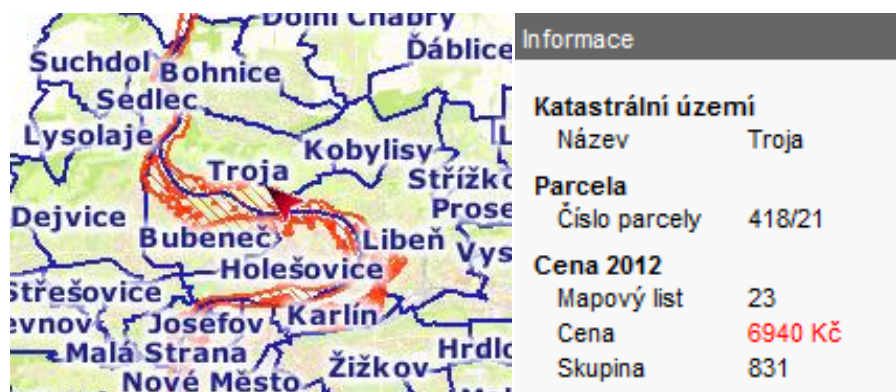 Dolní Chabry
Ďáblice
Suchdol
Bohnice
Sedlec
Lysolaje
Kobylisy
Troja
Střížko
Dejvice
Prose
Bubeneč
Libeň
Vys
Holešovice
Střešovice
evnov
Josefov
Karlín
Malá Strana
Hrdlo
Žižkov
Nové Město
Informace
Katastrální území
Název Troja
Parcela
Číslo parcely 418/21
Cena 2012
Mapový list 23
Cena 6940 Kč
Skupina 831